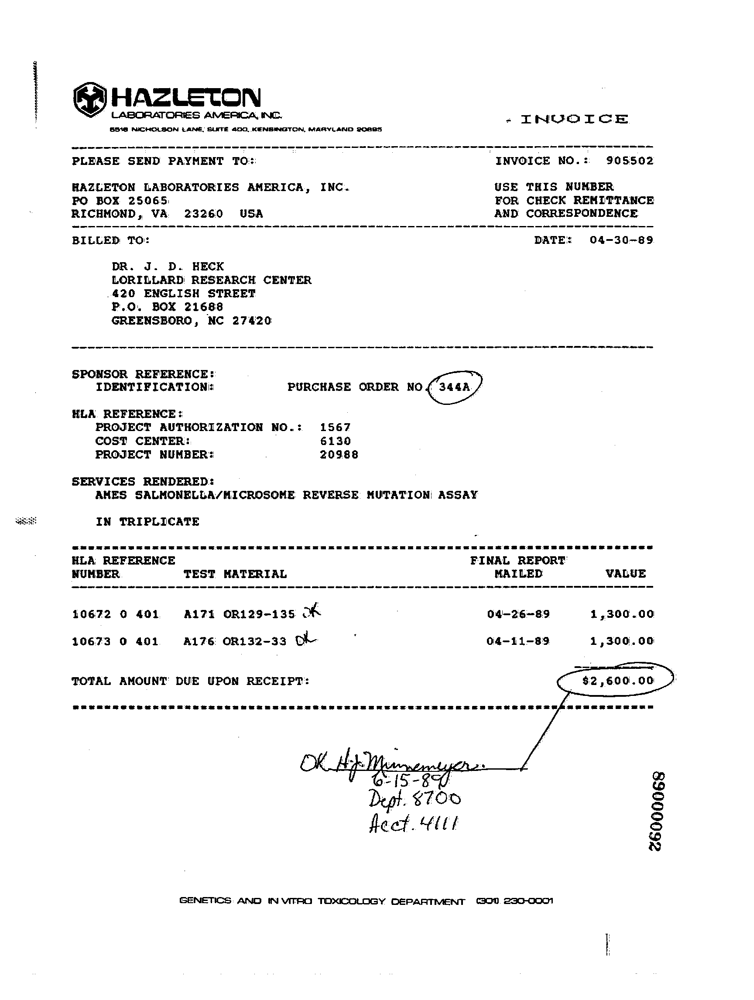 HAZLETON
LABORATORIES AMERICA, INC.
5516 NICHOLSON LANE, SUITE 400, KENSINGTON, MARYLAND 20895
INVOICE
PLEASE SEND PAYMENT TO: INVOICE NO.: 905502
HAZLETON LABORATORIES AMERICA, INC. USE THIS NUMBER
PO BOX 25065 FOR CHECK REMITTANCE
RICHMOND, VA 23260 USA AND CORRESPONDENCE
BILLED TO: DATE: 04-30-89
DR. J. D. HECK
LORILLARD RESEARCH CENTER
420 ENGLISH STREET
P.O. BOX 21688
GREENSBORO, NC 27420
SPONSOR REFERENCE:
IDENTIFICATION: PURCHASE ORDER NO. 344A
HLA REFERENCE:
PROJECT AUTHORIZATION NO.: 1567
COST CENTER: 6130
PROJECT NUMBER: 20988
SERVICES RENDERED:
AMES SALMONELLA/MICROSOME REVERSE MUTATION ASSAY
IN TRIPLICATE
HLA REFERENCE FINAL REPORT
NUMBER TEST MATERIAL MAILED VALUE
10672 0 401 A171 OR129-135 OK 04-26-89 1,300.00
10673 0 401 A176 OR132-33 OK 04-11-89 1,300.00
TOTAL AMOUNT DUE UPON RECEIPT: $2,600.00
OK H.J. Minnemeyer
6-15-89
Dept. 8700
Acct. 4111
89000092
GENETICS AND IN VITRO TOXICOLOGY DEPARTMENT (301) 230-0001